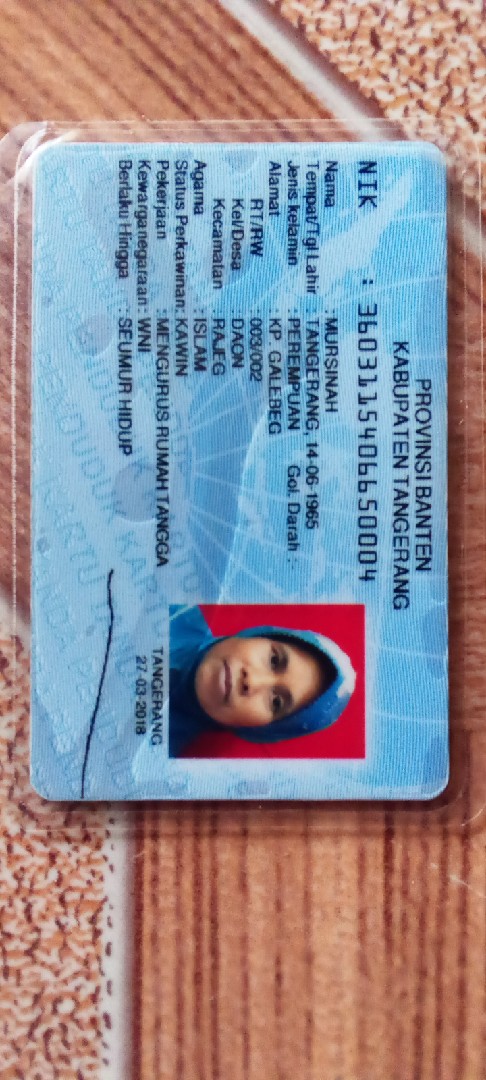 PROVINSI BANTEN
KABUPATEN TANGERANG
NIK : 3603115406650004
Nama : MURSINAH
Tempat/Tgl Lahir : TANGERANG, 14-06-1965
Jenis kelamin : PEREMPUAN Gol. Darah : -
Alamat : KP. GALEBEG
RT/RW : 003/002
Kel/Desa : DAON
Kecamatan : RAJEG
Agama : ISLAM
Status Perkawinan: KAWIN
Pekerjaan : MENGURUS RUMAH TANGGA
Kewarganegaraan: WNI
Berlaku Hingga : SEUMUR HIDUP
TANGERANG
27-03-2018